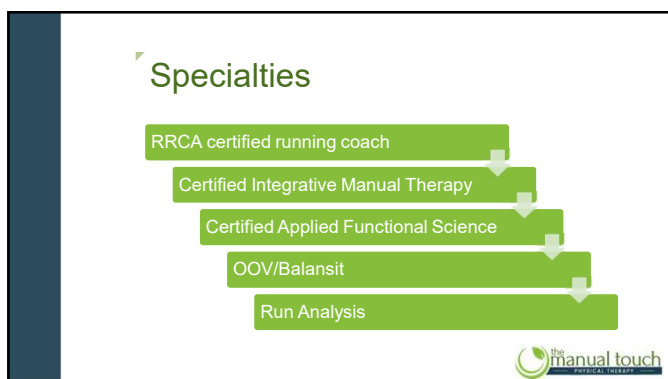 Specialties
RRCA certified running coach
Certified Integrative Manual Therapy
Certified Applied Functional Science
OOV/Balansit
Run Analysis
the
manual touch
PHYSICAL THERAPY